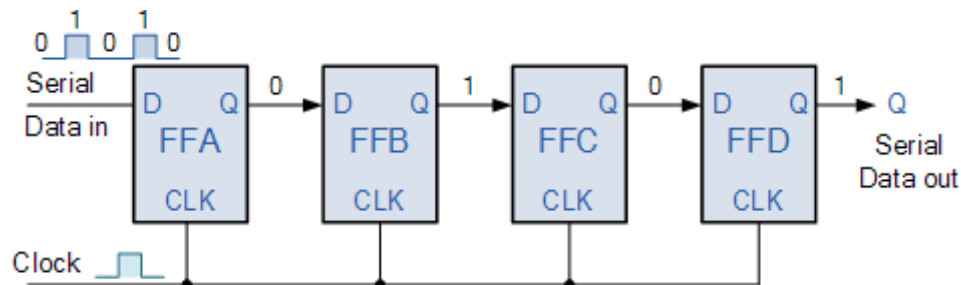 0 1 0 1 0
Serial
Data in
D Q
FFA
CLK
0
D Q
FFB
CLK
1
D Q
FFC
CLK
0
D Q
FFD
CLK
1
Q
Serial
Data out
Clock